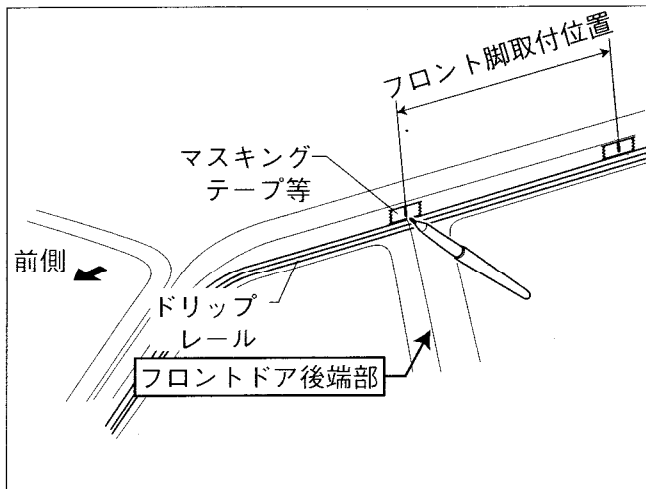 フロント脚取付位置
マスキング
テープ等
前側
ドリップ
レール
フロントドア後端部